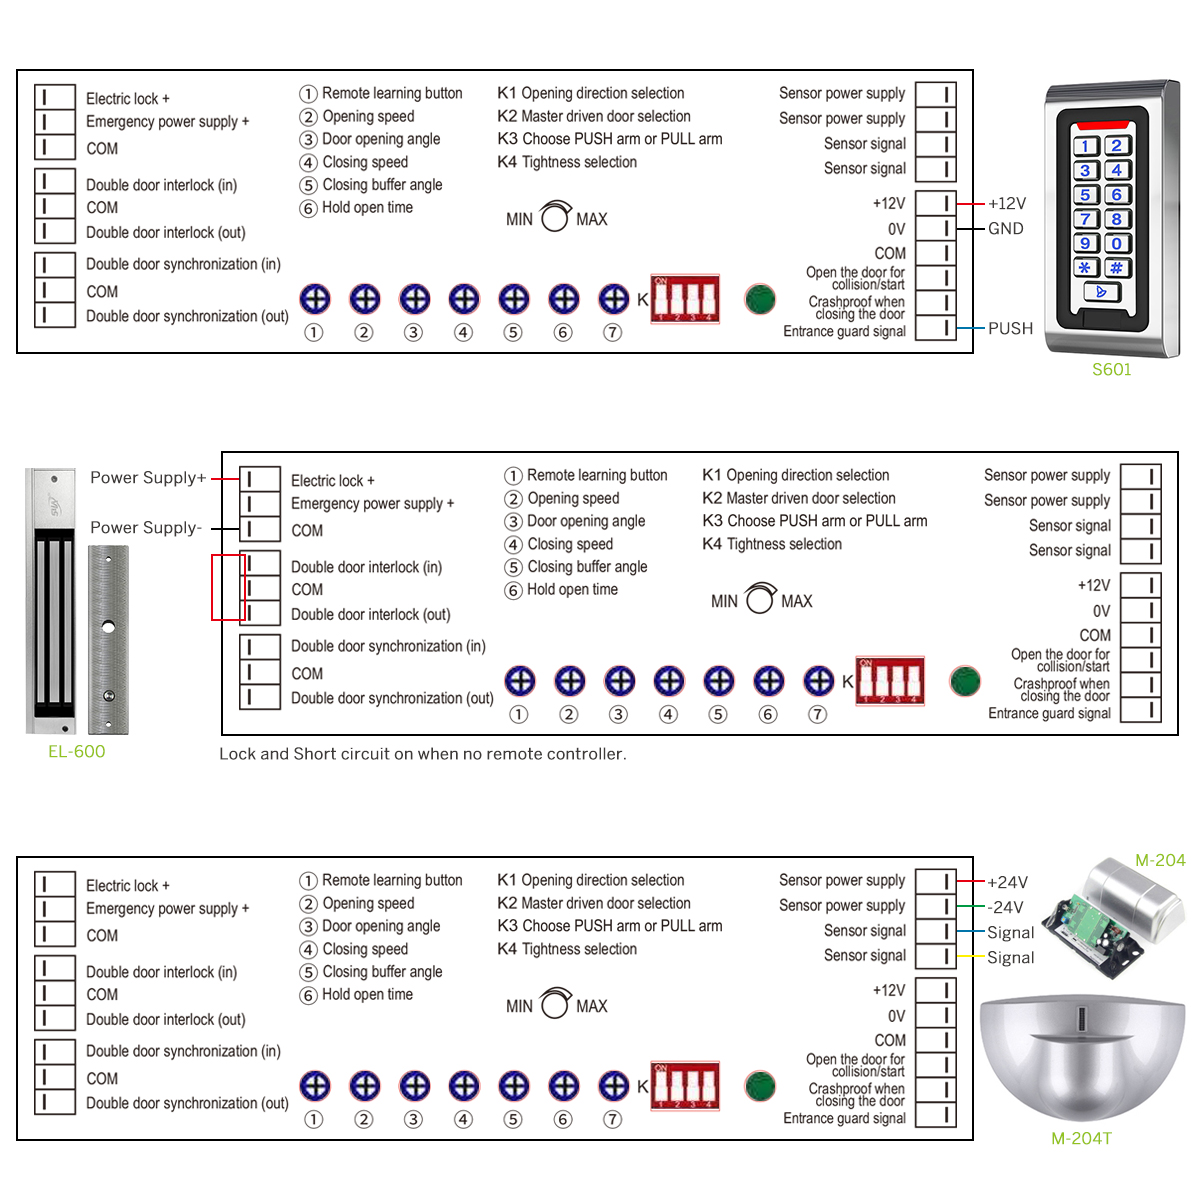 Electric lock +
Emergency power supply +
COM
Double door interlock (in)
COM
Double door interlock (out)
Double door synchronization (in)
COM
Double door synchronization (out)
① Remote learning button
② Opening speed
③ Door opening angle
④ Closing speed
⑤ Closing buffer angle
⑥ Hold open time
K1 Opening direction selection
K2 Master driven door selection
K3 Choose PUSH arm or PULL arm
K4 Tightness selection
MIN MAX
K
ON
1 2 3 4
① ② ③ ④ ⑤ ⑥ ⑦
Sensor power supply
Sensor power supply
Sensor signal
Sensor signal
+12V
0V
COM
Open the door for
collision/start
Crashproof when
closing the door
Entrance guard signal
+12V
GND
PUSH
1 2
3 4
5 6
7 8
9 0
* #
S601
Power Supply+
Power Supply-
EL-600
Electric lock +
Emergency power supply +
COM
Double door interlock (in)
COM
Double door interlock (out)
Double door synchronization (in)
COM
Double door synchronization (out)
① Remote learning button
② Opening speed
③ Door opening angle
④ Closing speed
⑤ Closing buffer angle
⑥ Hold open time
K1 Opening direction selection
K2 Master driven door selection
K3 Choose PUSH arm or PULL arm
K4 Tightness selection
MIN MAX
K
ON
1 2 3 4
① ② ③ ④ ⑤ ⑥ ⑦
Sensor power supply
Sensor power supply
Sensor signal
Sensor signal
+12V
0V
COM
Open the door for
collision/start
Crashproof when
closing the door
Entrance guard signal
Lock and Short circuit on when no remote controller.
Electric lock +
Emergency power supply +
COM
Double door interlock (in)
COM
Double door interlock (out)
Double door synchronization (in)
COM
Double door synchronization (out)
① Remote learning button
② Opening speed
③ Door opening angle
④ Closing speed
⑤ Closing buffer angle
⑥ Hold open time
K1 Opening direction selection
K2 Master driven door selection
K3 Choose PUSH arm or PULL arm
K4 Tightness selection
MIN MAX
K
ON
1 2 3 4
① ② ③ ④ ⑤ ⑥ ⑦
Sensor power supply
Sensor power supply
Sensor signal
Sensor signal
+12V
0V
COM
Open the door for
collision/start
Crashproof when
closing the door
Entrance guard signal
+24V
-24V
Signal
Signal
M-204
M-204T